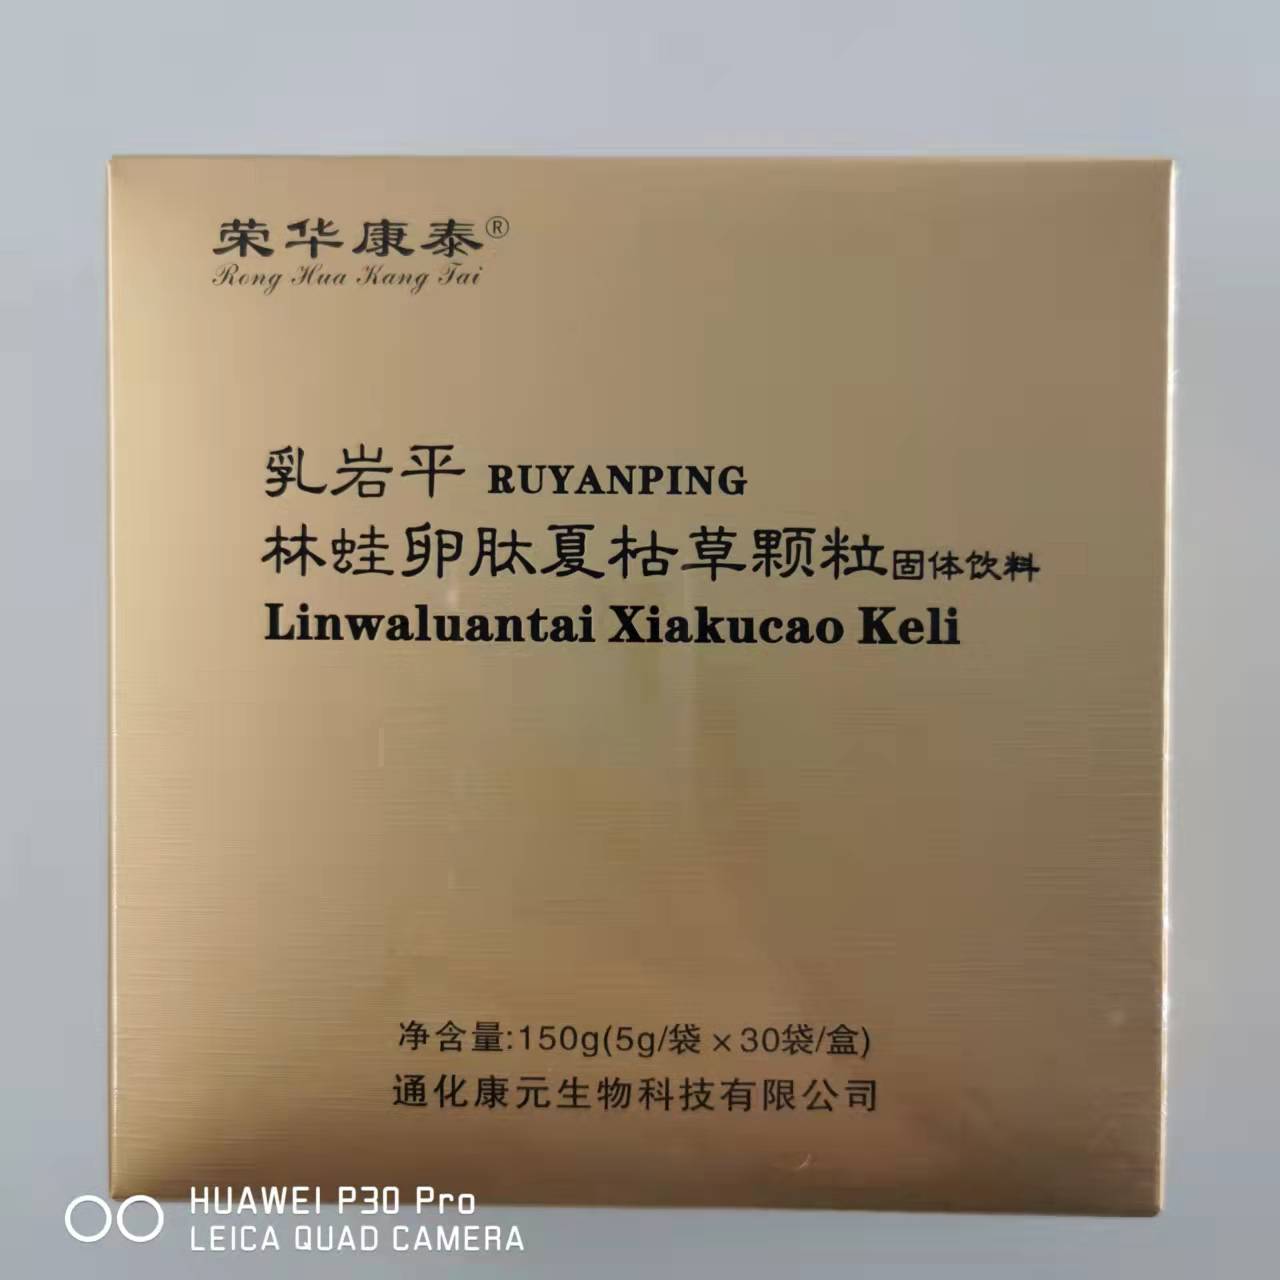 荣华康泰®
Rong Hua Kang Tai
乳岩平 RUYANPING
林蛙卵肽夏枯草颗粒固体饮料
Linwaluantai Xiakucao Keli
净含量:150g(5g/袋×30袋/盒)
通化康元生物科技有限公司
HUAWEI P30 Pro
LEICA QUAD CAMERA